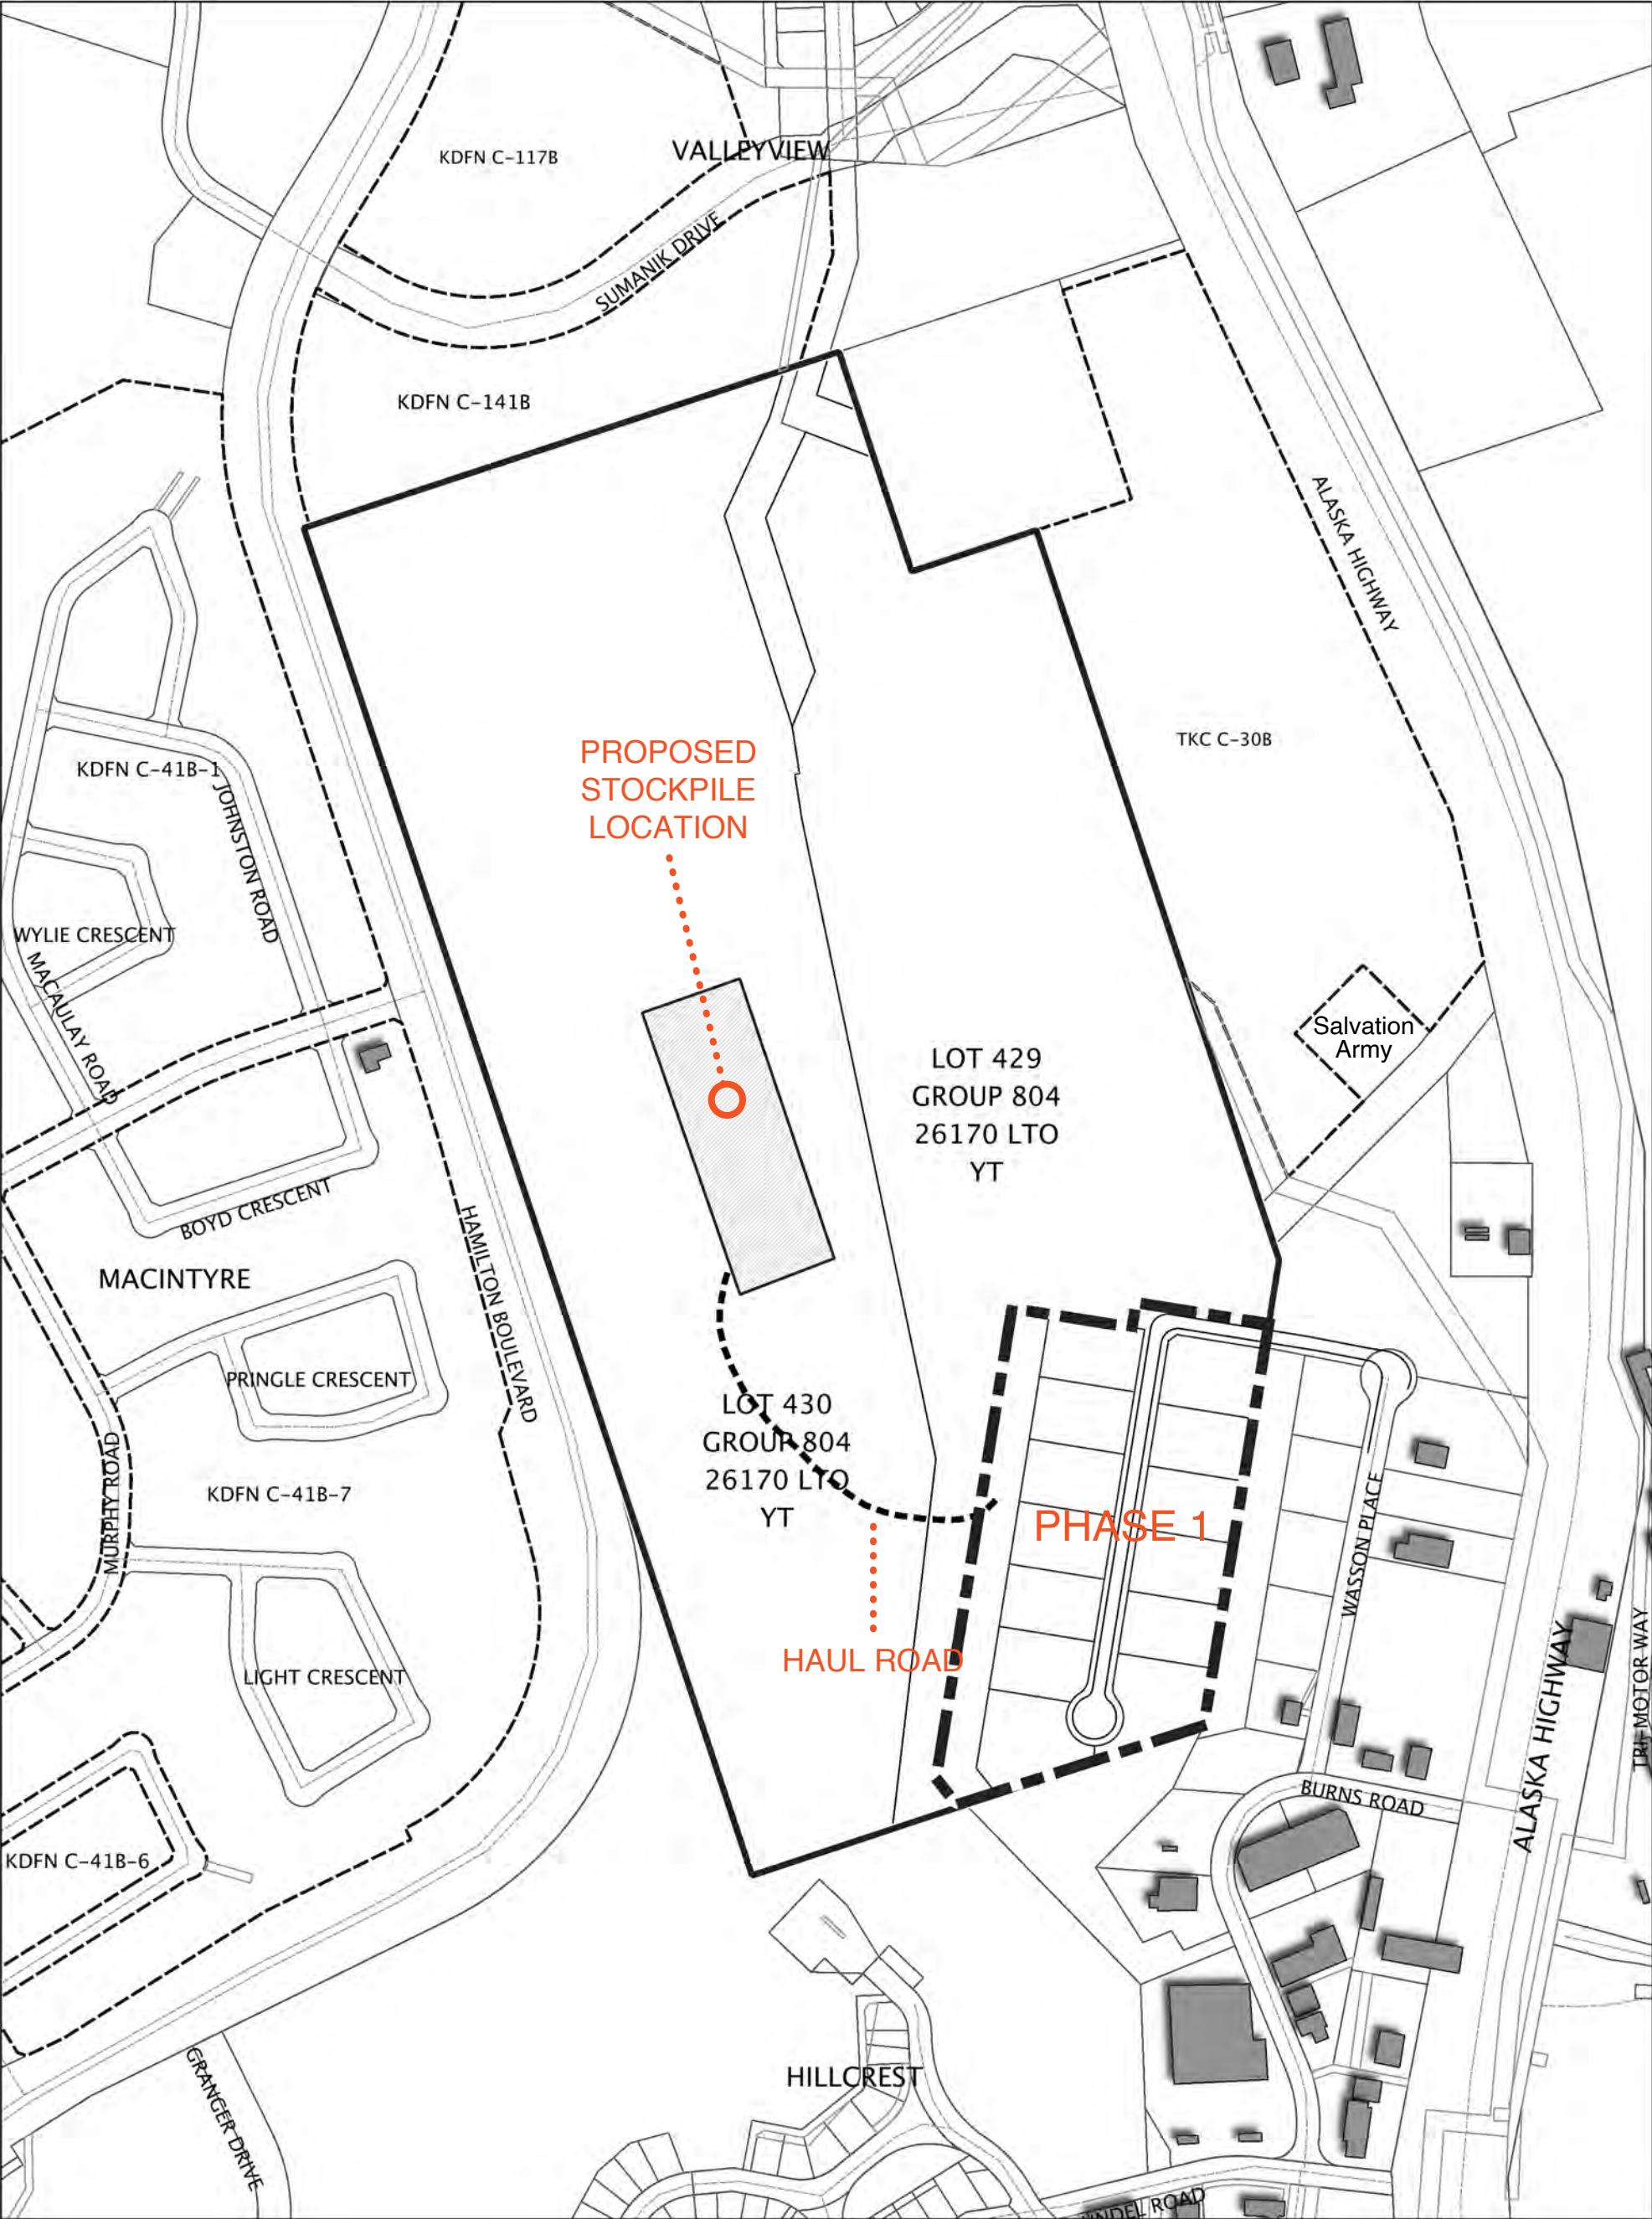 KDFN C-117B
VALLEYVIEW
SUMANIK DRIVE
KDFN C-141B
ALASKA HIGHWAY
PROPOSED
STOCKPILE
LOCATION
TKC C-30B
KDFN C-41B-1
JOHNSTON ROAD
WYLIE CRESCENT
MACAULAY ROAD
Salvation
Army
LOT 429
GROUP 804
26170 LTO
YT
BOYD CRESCENT
MACINTYRE
HAMILTON BOULEVARD
PRINGLE CRESCENT
LOT 430
GROUP 804
26170 LTO
YT
MURPHY ROAD
KDFN C-41B-7
PHASE 1
WASSON PLACE
HAUL ROAD
LIGHT CRESCENT
ALASKA HIGHWAY
TRI-MOTOR WAY
BURNS ROAD
KDFN C-41B-6
HILLCREST
GRANGER DRIVE
ROAD